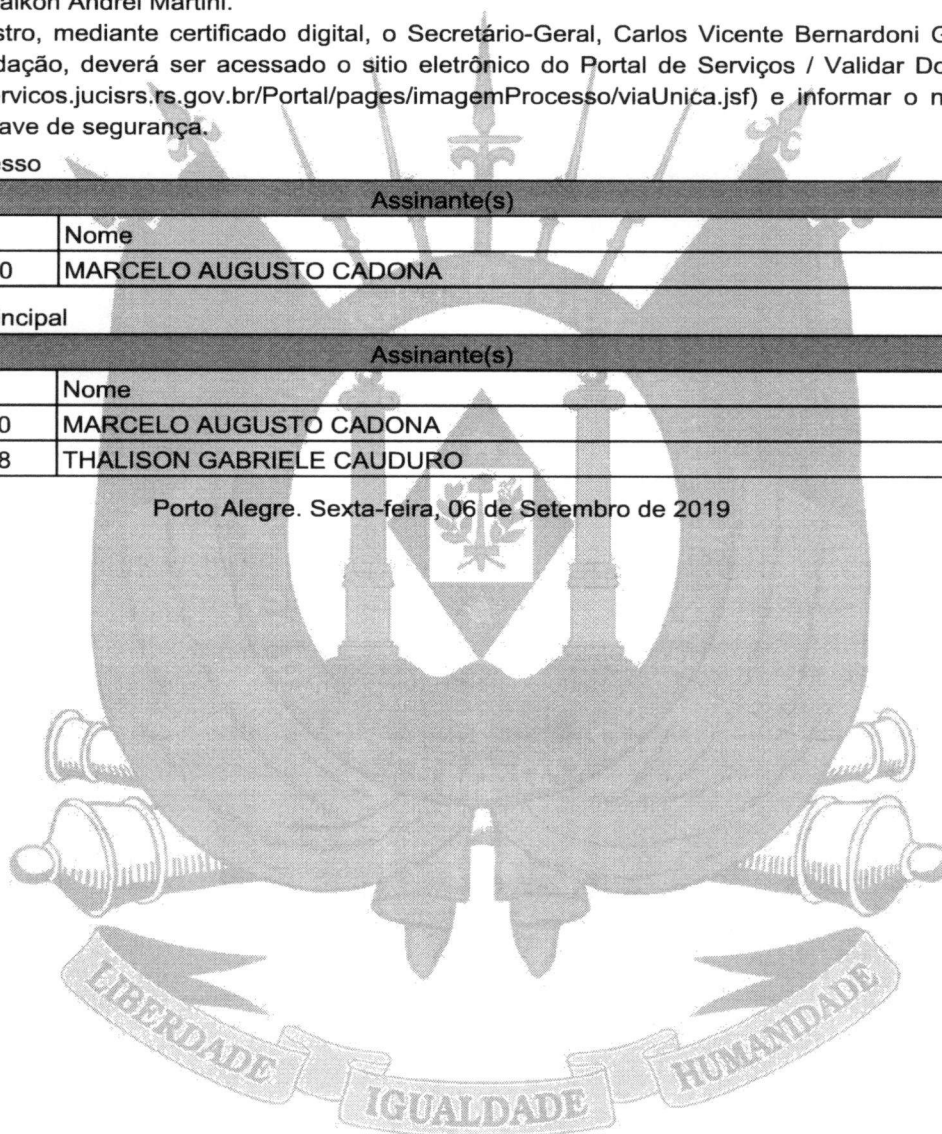 aikon Andrei Martini.
stro, mediante certificado digital, o Secretário-Geral, Carlos Vicente Bernardoni G
dação, deverá ser acessado o sitio eletrônico do Portal de Serviços / Validar Do
ervicos.jucisrs.rs.gov.br/Portal/pages/imagemProcesso/viaUnica.jsf) e informar o n
ave de segurança.
esso
Assinante(s)
Nome
0 MARCELO AUGUSTO CADONA
ncipal
Assinante(s)
Nome
0 MARCELO AUGUSTO CADONA
8 THALISON GABRIELE CAUDURO
Porto Alegre. Sexta-feira, 06 de Setembro de 2019
LIBERDADE
IGUALDADE
HUMANIDADE